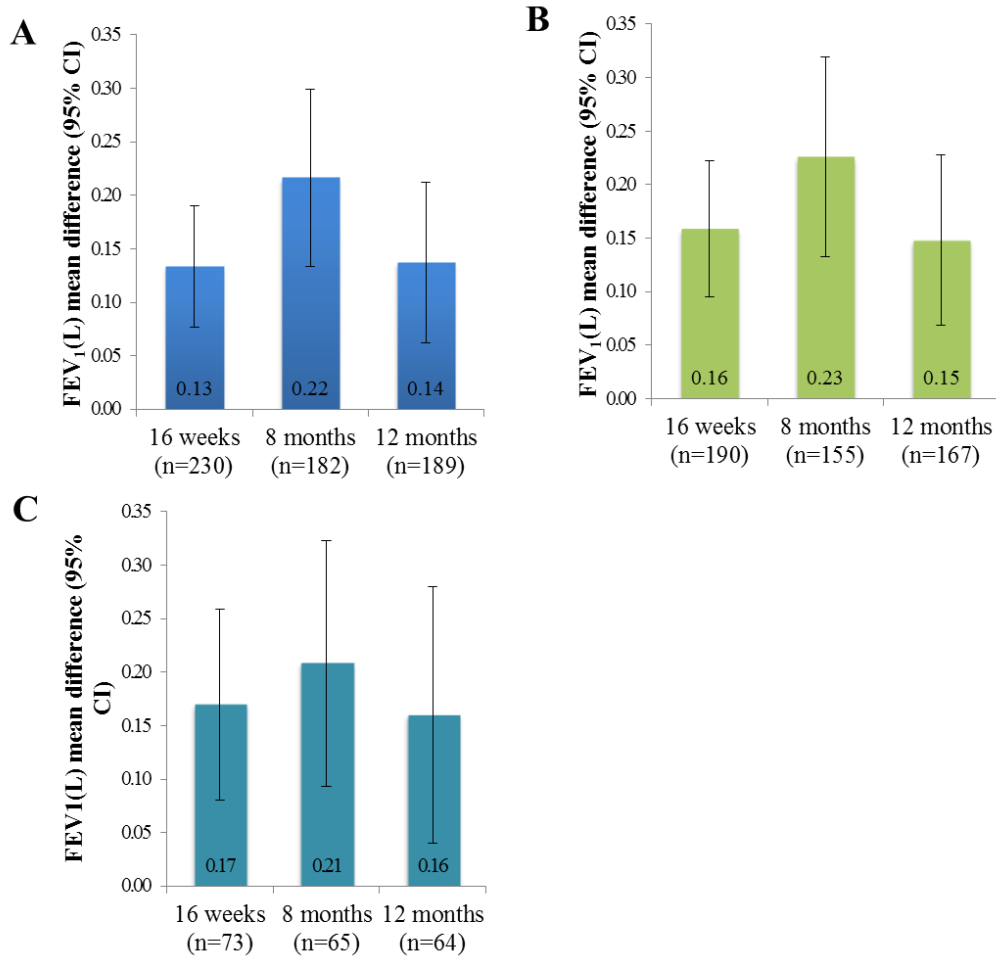 A
FEV₁(L) mean difference (95% CI)
0.35
0.30
0.25
0.20
0.15
0.10
0.05
0.00
0.13
0.22
0.14
16 weeks 8 months 12 months
(n=230) (n=182) (n=189)
B
FEV₁(L) mean difference (95% CI)
0.35
0.30
0.25
0.20
0.15
0.10
0.05
0.00
0.16
0.23
0.15
16 weeks 8 months 12 months
(n=190) (n=155) (n=167)
C
FEV1(L) mean difference (95%
CI)
0.35
0.30
0.25
0.20
0.15
0.10
0.05
0.00
0.17
0.21
0.16
16 weeks 8 months 12 months
(n=73) (n=65) (n=64)